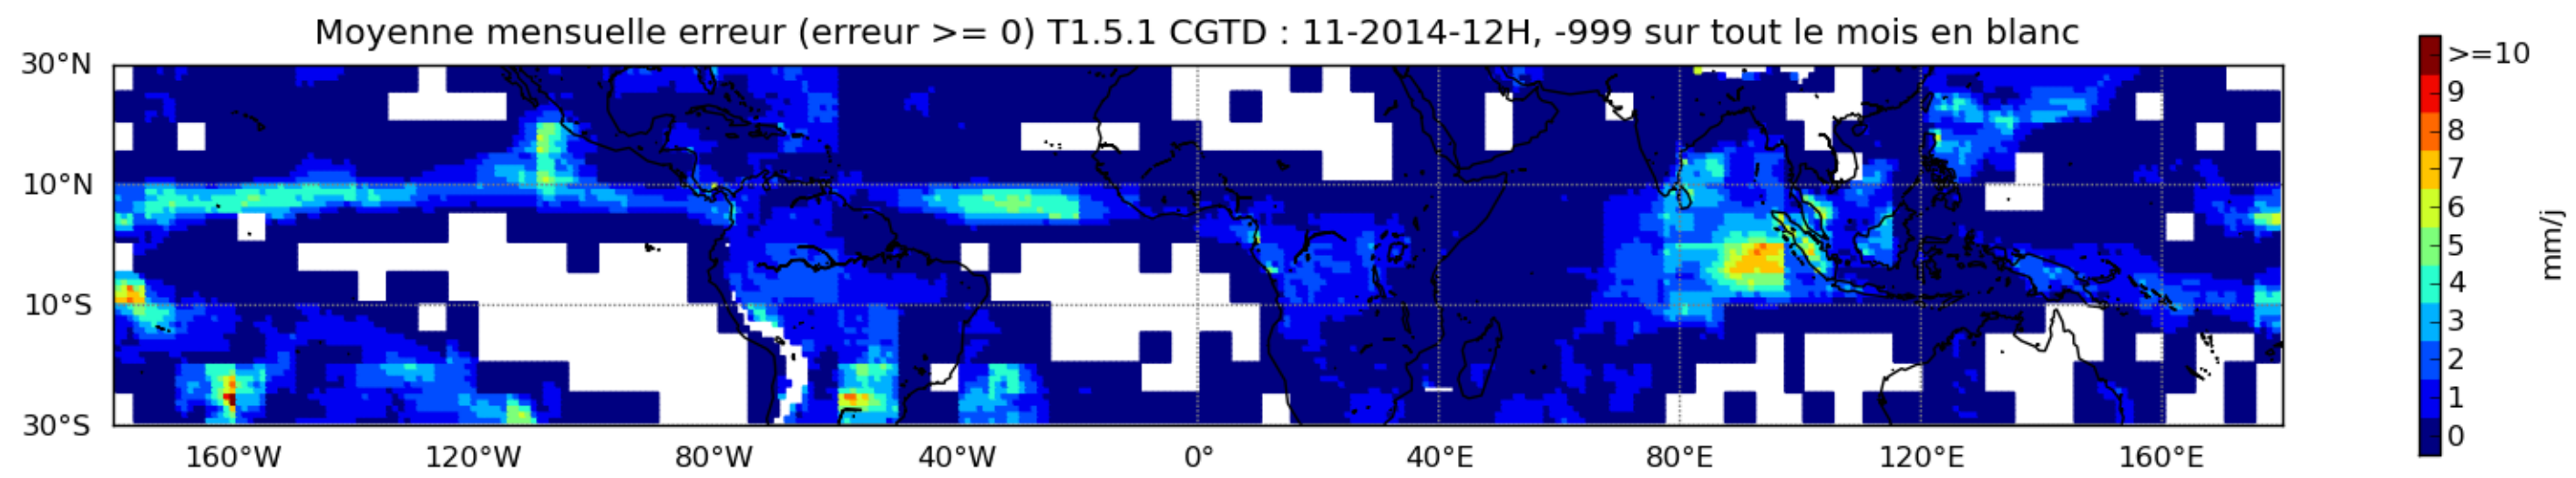 Moyenne mensuelle erreur (erreur >= 0) T1.5.1 CGTD : 11-2014-12H, -999 sur tout le mois en blanc
30°N
10°N
10°S
30°S
160°W 120°W 80°W 40°W 0° 40°E 80°E 120°E 160°E
>=10
9
8
7
6
5
4
3
2
1
0
mm/j